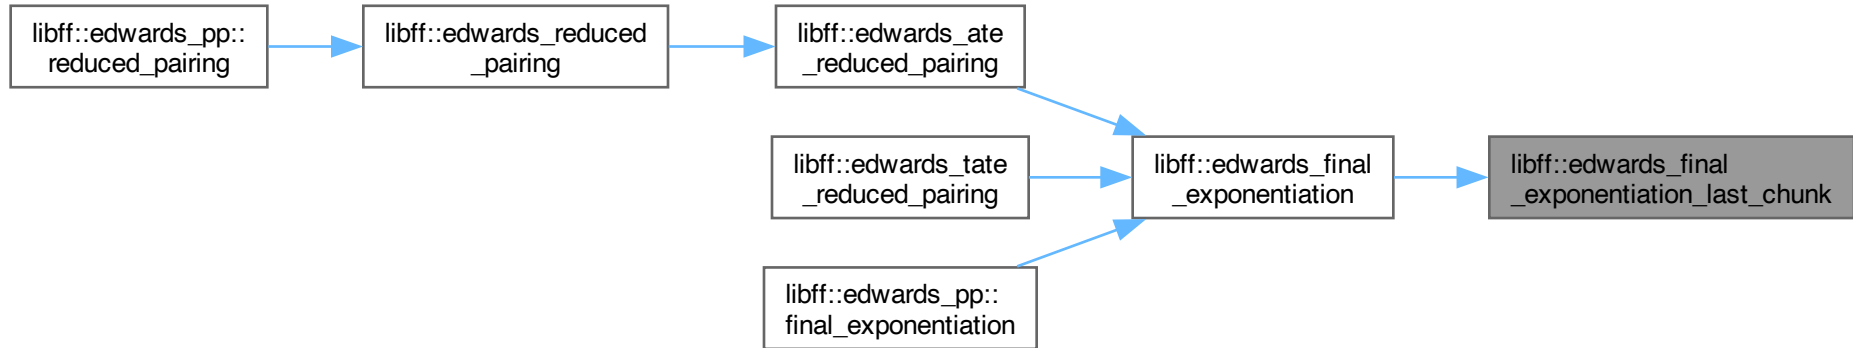 libff::edwards_pp::
reduced_pairing
libff::edwards_reduced
_pairing
libff::edwards_ate
_reduced_pairing
libff::edwards_tate
_reduced_pairing
libff::edwards_final
_exponentiation
libff::edwards_final
_exponentiation_last_chunk
libff::edwards_pp::
final_exponentiation